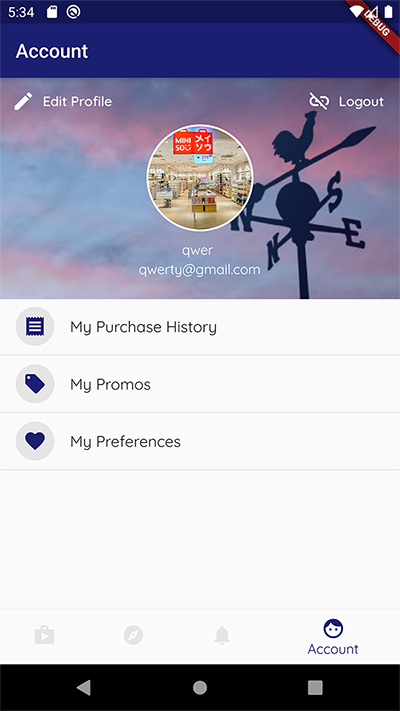 5:34
DEBUG
Account
Edit Profile
Logout
MINI
SO
メイ
ソウ
N
S
N
E
qwer
qwerty@gmail.com
My Purchase History
My Promos
My Preferences
Account